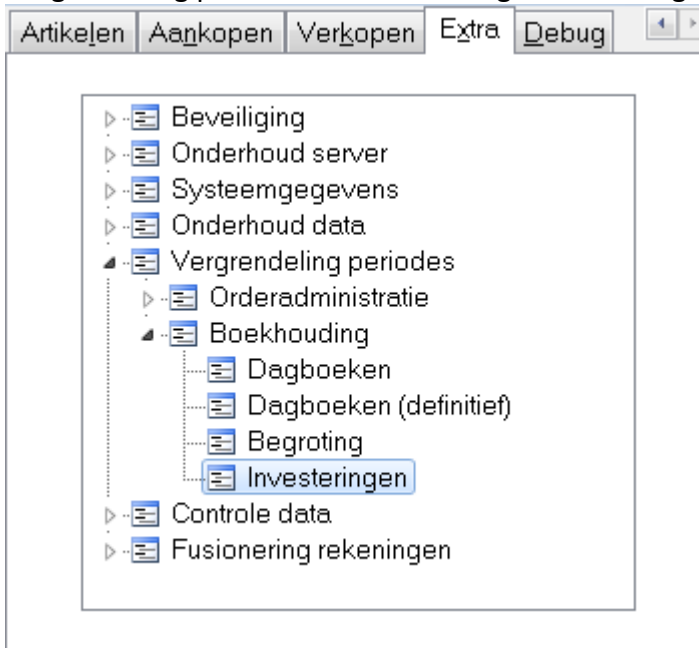 Artikelen Aankopen Verkopen Extra Debug
Beveiliging
Onderhoud server
Systeemgegevens
Onderhoud data
Vergrendeling periodes
Orderadministratie
Boekhouding
Dagboeken
Dagboeken (definitief)
Begroting
Investeringen
Controle data
Fusionering rekeningen